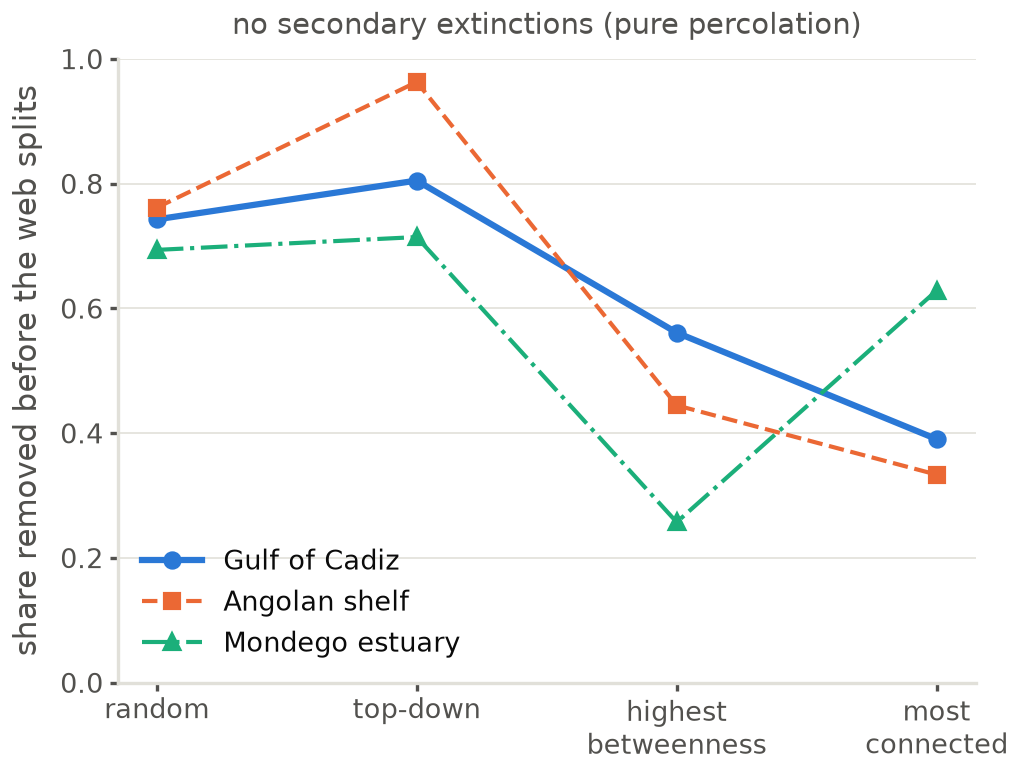 no secondary extinctions (pure percolation)
share removed before the web splits
1.0
0.8
0.6
0.4
0.2
0.0
Gulf of Cadiz
Angolan shelf
Mondego estuary
random
top-down
highest
betweenness
most
connected